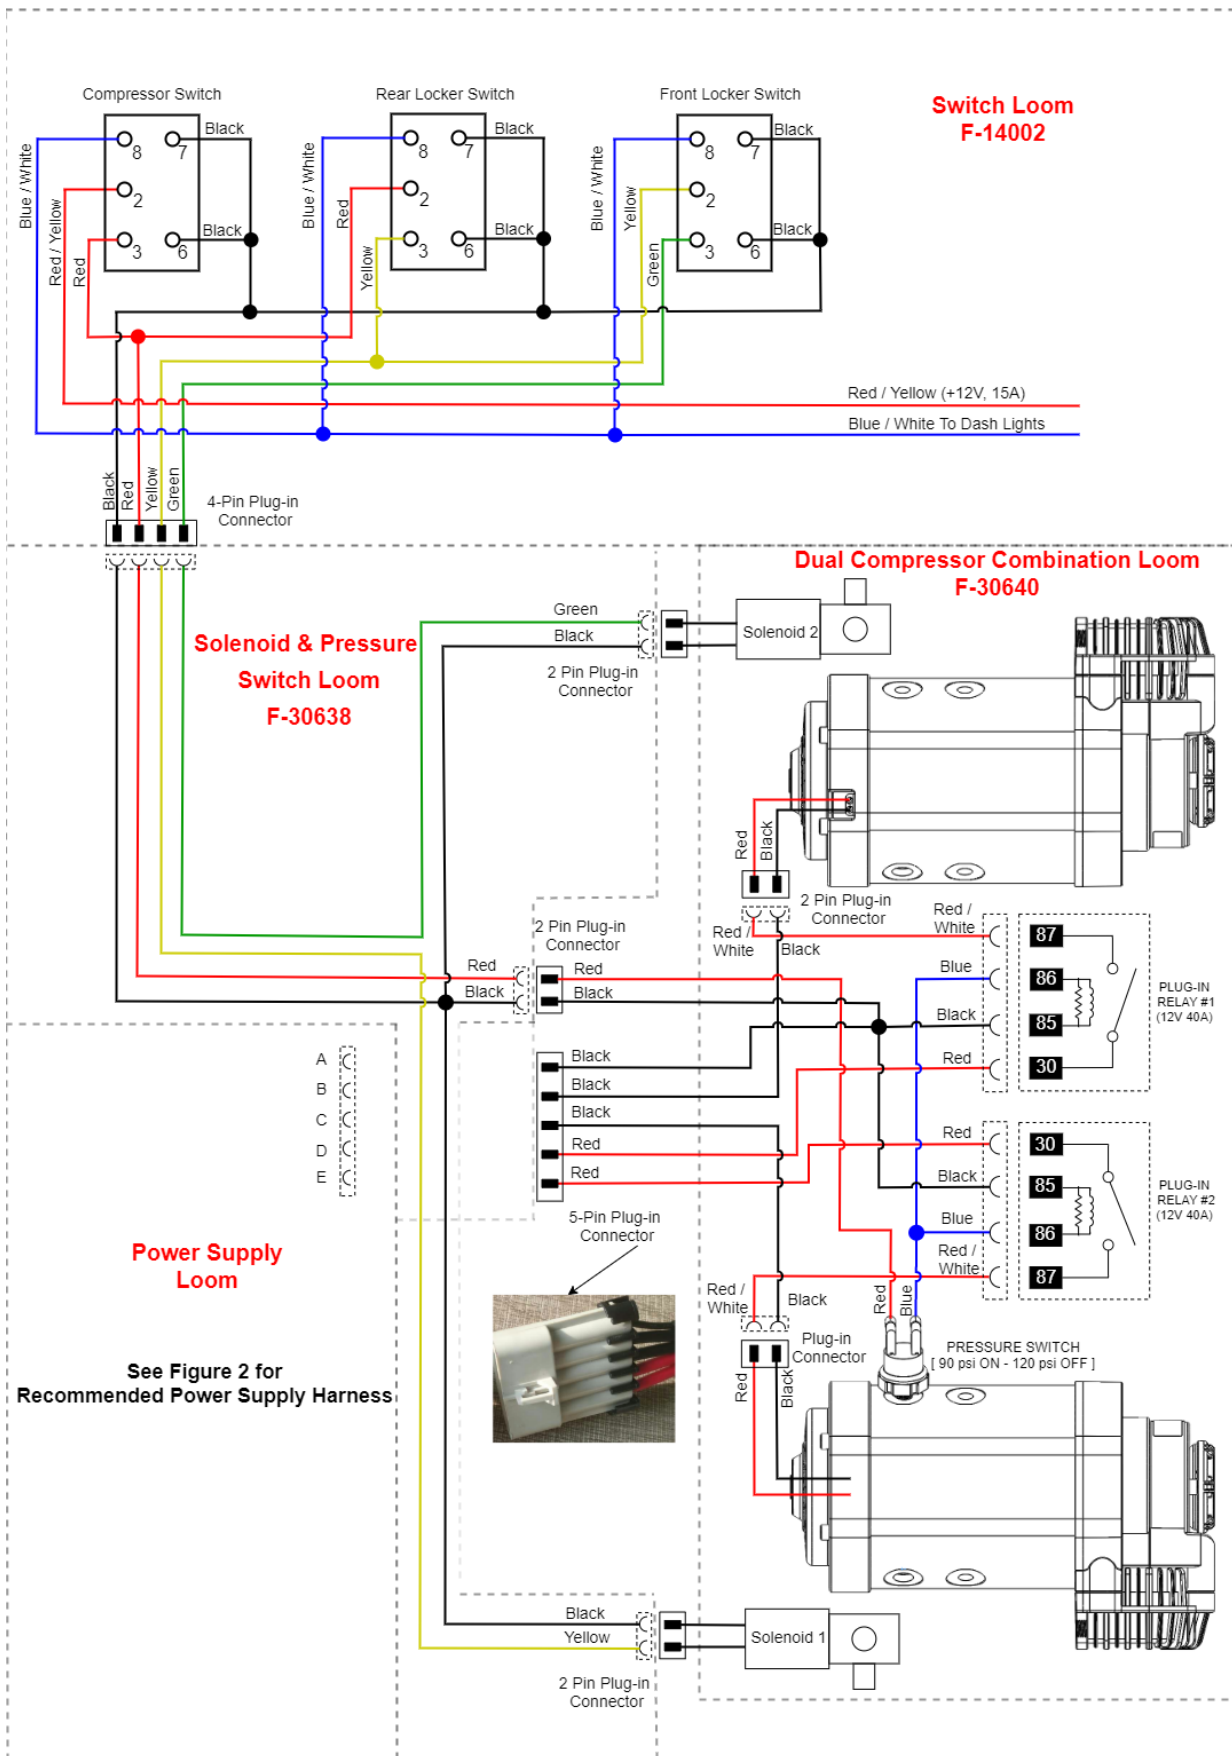 Compressor Switch
Rear Locker Switch
Front Locker Switch
Switch Loom
F-14002
8
7
Black
2
3
6
Black
Blue / White
Red / Yellow
Red
8
7
Black
2
3
6
Black
Blue / White
Red
Yellow
8
7
Black
2
3
6
Black
Blue / White
Yellow
Green
Red / Yellow (+12V, 15A)
Blue / White To Dash Lights
Black
Red
Yellow
Green
4-Pin Plug-in
Connector
Dual Compressor Combination Loom
F-30640
Solenoid & Pressure
Switch Loom
F-30638
Green
Black
2 Pin Plug-in
Connector
Solenoid 2
Red
Black
2 Pin Plug-in
Connector
Red /
White
Black
Red /
White
87
Blue
86
Black
85
Red
30
PLUG-IN
RELAY #1
(12V 40A)
2 Pin Plug-in
Connector
Red
Black
Red
Black
Black
Black
Black
Red
Red
A
B
C
D
E
Red
30
Black
85
Blue
86
Red /
White
87
PLUG-IN
RELAY #2
(12V 40A)
5-Pin Plug-in
Connector
Power Supply
Loom
See Figure 2 for
Recommended Power Supply Harness
Red /
White
Black
Red
Blue
Plug-in
Connector
Red
Black
PRESSURE SWITCH
[ 90 psi ON - 120 psi OFF ]
Black
Yellow
Solenoid 1
2 Pin Plug-in
Connector